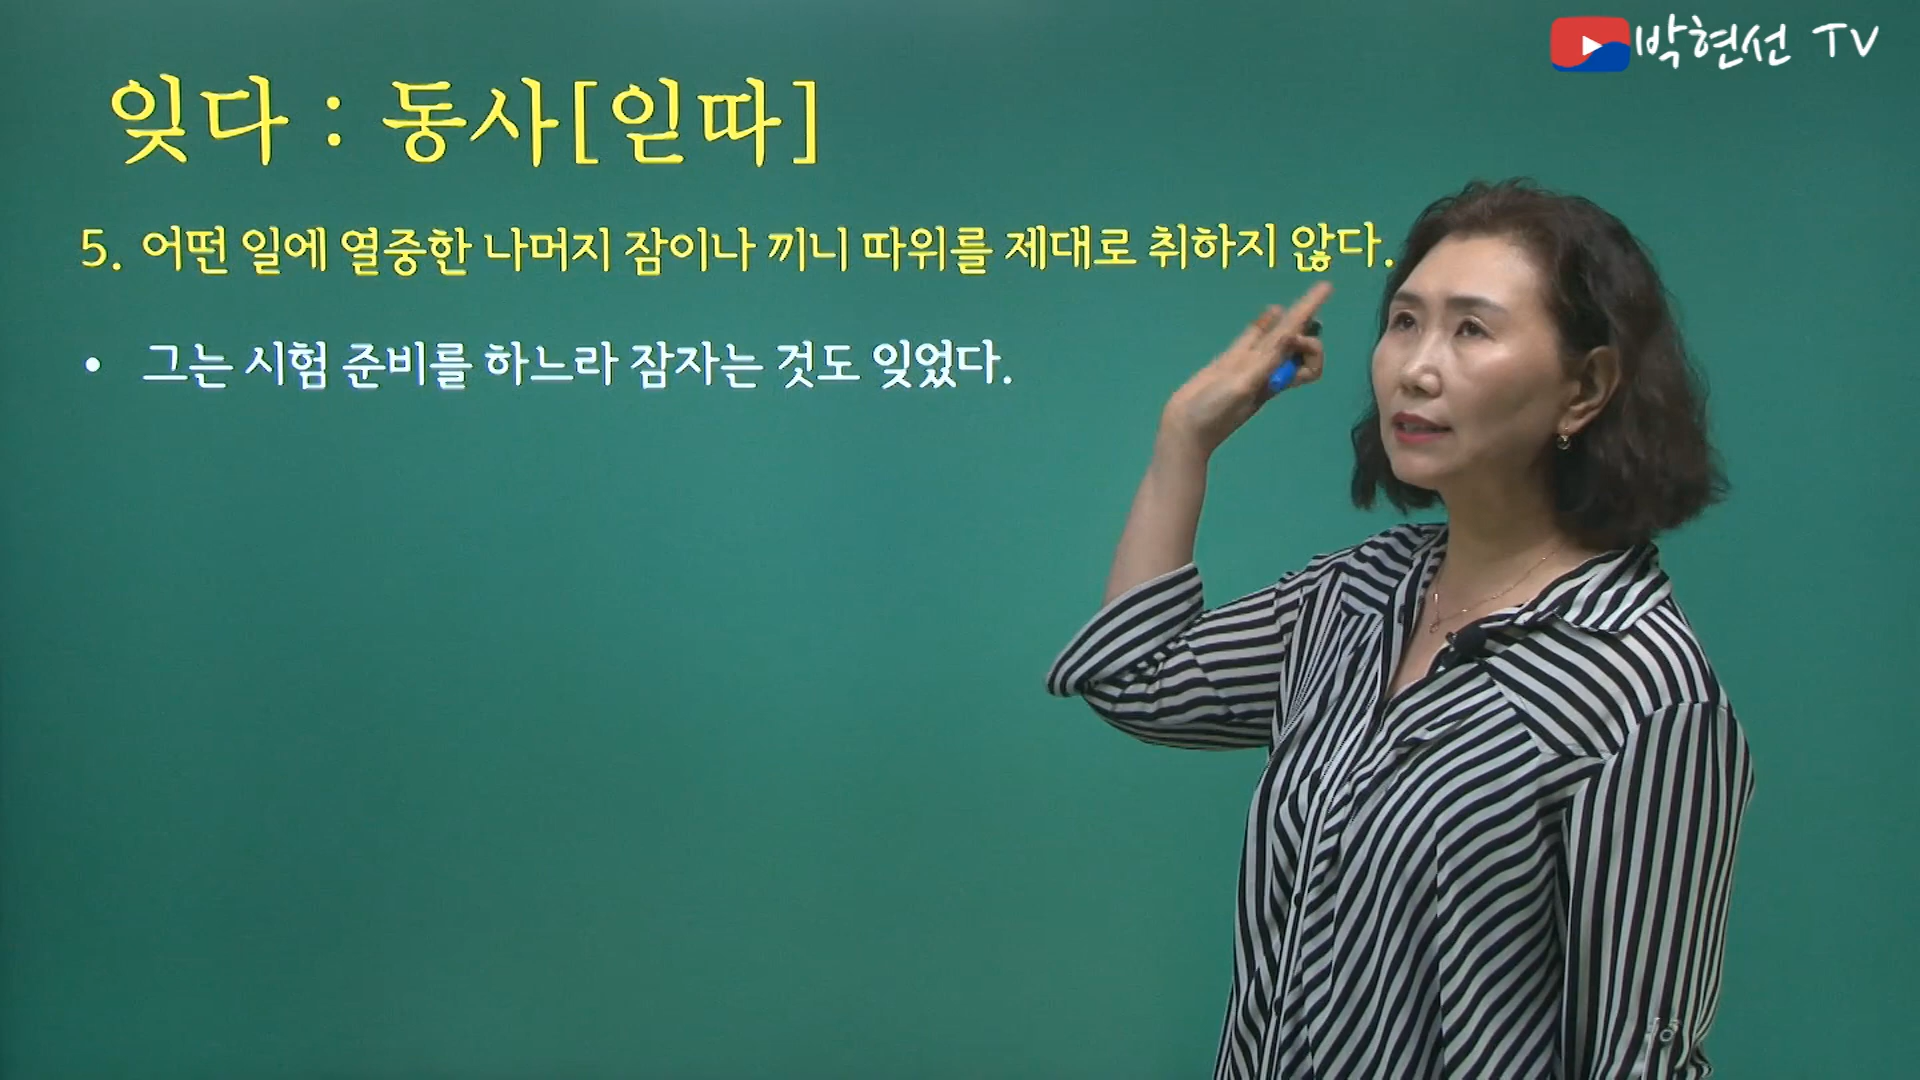 박현선 TV
잊다 : 동사[읻따]
5. 어떤 일에 열중한 나머지 잠이나 끼니 따위를 제대로 취하지 않다.
• 그는 시험 준비를 하느라 잠자는 것도 잊었다.